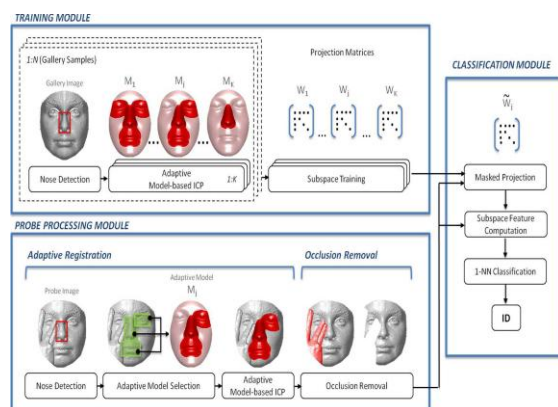 TRAINING MODULE
1:N (Gallery Samples)
Gallery Image
M1
Mj
MK
Projection Matrices
W1
Wj
WK
... ...
... ...
Nose Detection
Adaptive
Model-based ICP
1:K
Subspace Training
CLASSIFICATION MODULE
W̃j
Masked Projection
Subspace Feature
Computation
1-NN Classification
ID
PROBE PROCESSING MODULE
Adaptive Registration
Occlusion Removal
Probe Image
Adaptive Model
Mj
Nose Detection
Adaptive Model Selection
Adaptive
Model-based ICP
Occlusion Removal